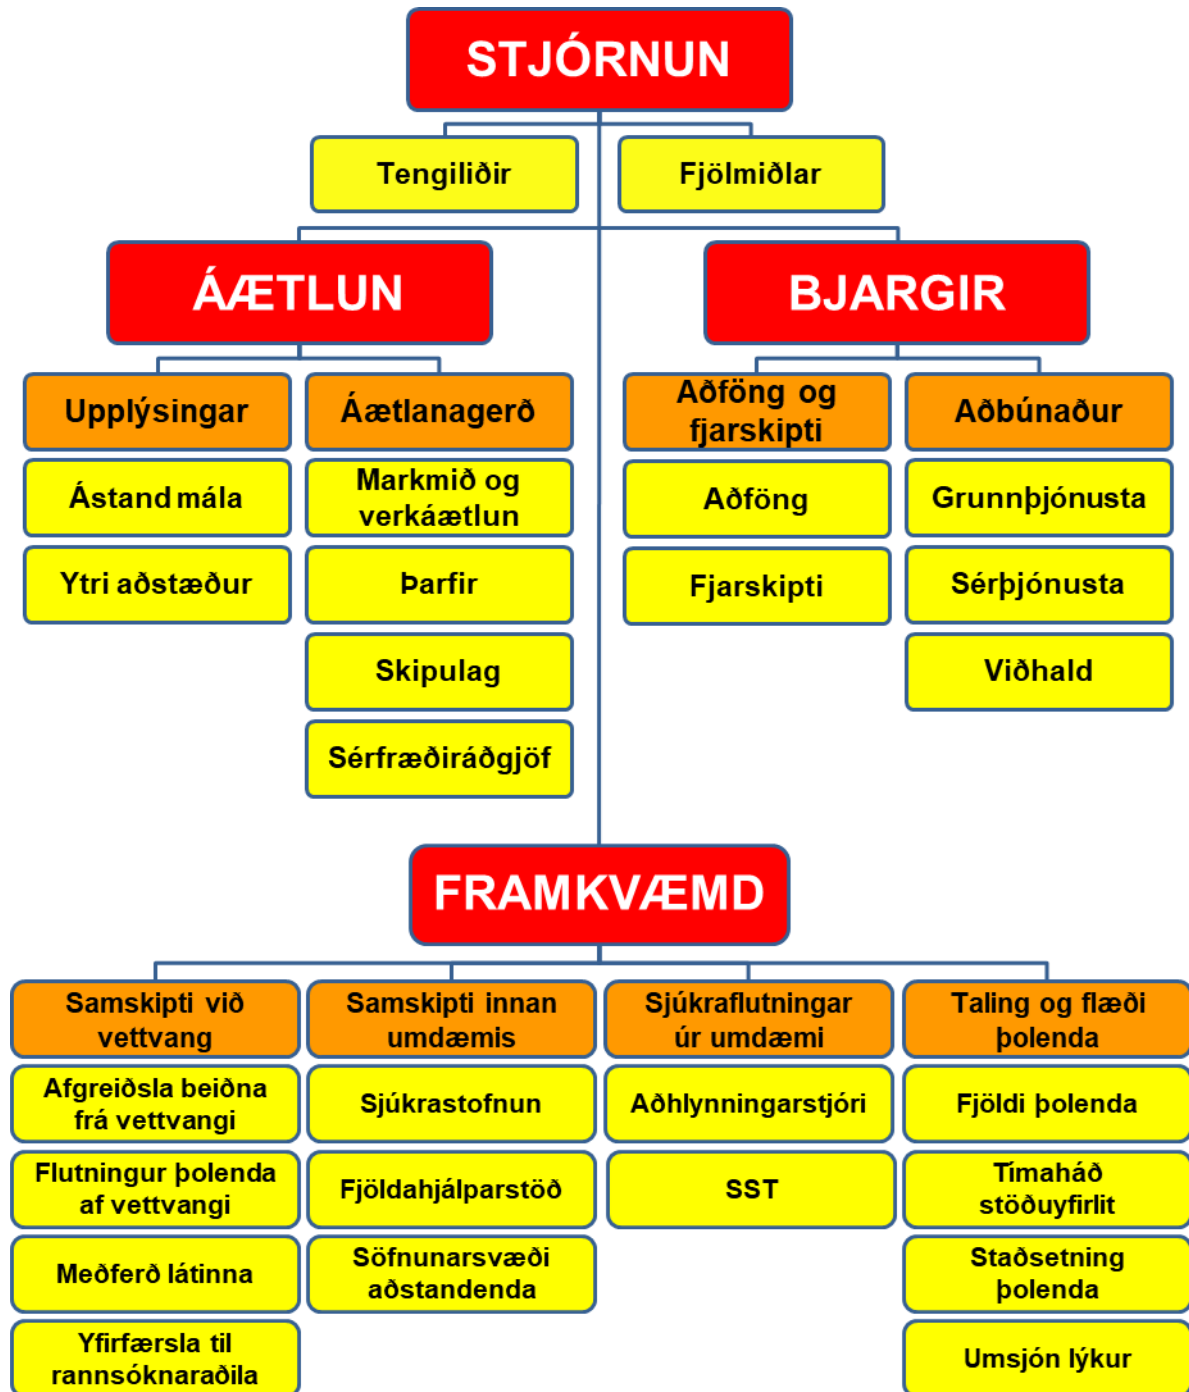 STJÓRNUN
Tengiliðir
Fjölmiðlar
ÁÆTLUN
BJARGIR
Upplýsingar
Áætlanagerð
Aðföng og
fjarskipti
Aðbúnaður
Ástand mála
Markmið og
verkáætlun
Aðföng
Grunnþjónusta
Ytri aðstæður
Þarfir
Fjarskipti
Sérþjónusta
Skipulag
Viðhald
Sérfræðiráðgjöf
FRAMKVÆMD
Samskipti við
vettvang
Samskipti innan
umdæmis
Sjúkraflutningar
úr umdæmi
Taling og flæði
þolenda
Afgreiðsla beiðna
frá vettvangi
Sjúkrastofnun
Aðhlynningarstjóri
Fjöldi þolenda
Flutningur þolenda
af vettvangi
Fjöldahjálparstöð
SST
Tímaháð
stöðuyfirlit
Meðferð látinna
Söfnunarsvæði
aðstandenda
Staðsetning
þolenda
Yfirfærsla til
rannsóknaraðila
Umsjón lýkur